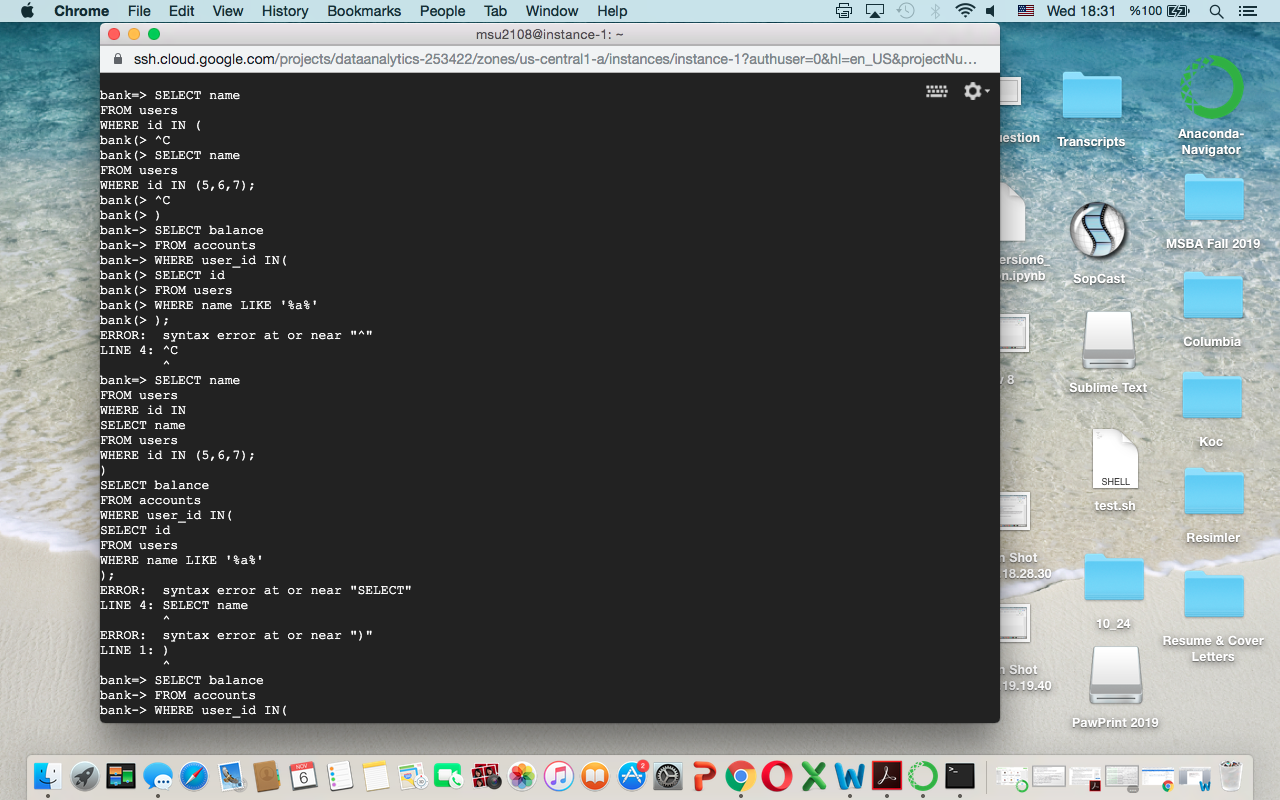 Chrome File Edit View History Bookmarks People Tab Window Help Wed 18:31 %100
msu2108@instance-1: ~
ssh.cloud.google.com/projects/dataanalytics-253422/zones/us-central1-a/instances/instance-1?authuser=0&hl=en_US&projectNu...
bank=> SELECT name
FROM users
WHERE id IN (
bank(> ^C
bank(> SELECT name
FROM users
WHERE id IN (5,6,7);
bank(> ^C
bank(> )
bank-> SELECT balance
bank-> FROM accounts
bank-> WHERE user_id IN(
bank(> SELECT id
bank(> FROM users
bank(> WHERE name LIKE '%a%'
bank(> );
ERROR:  syntax error at or near "^"
LINE 4: ^C
        ^
bank=> SELECT name
FROM users
WHERE id IN
SELECT name
FROM users
WHERE id IN (5,6,7);
)
SELECT balance
FROM accounts
WHERE user_id IN(
SELECT id
FROM users
WHERE name LIKE '%a%'
);
ERROR:  syntax error at or near "SELECT"
LINE 4: SELECT name
        ^
ERROR:  syntax error at or near ")"
LINE 1: )
        ^
bank=> SELECT balance
bank-> FROM accounts
bank-> WHERE user_id IN(
estion
ersion6_
n.ipynb
v 8
n Shot
18.28.30
n Shot
19.19.40
Transcripts
SopCast
Sublime Text
SHELL
test.sh
10_24
PawPrint 2019
Anaconda-
Navigator
MSBA Fall 2019
Columbia
Koc
Resimler
Resume & Cover
Letters
NOV
6
2